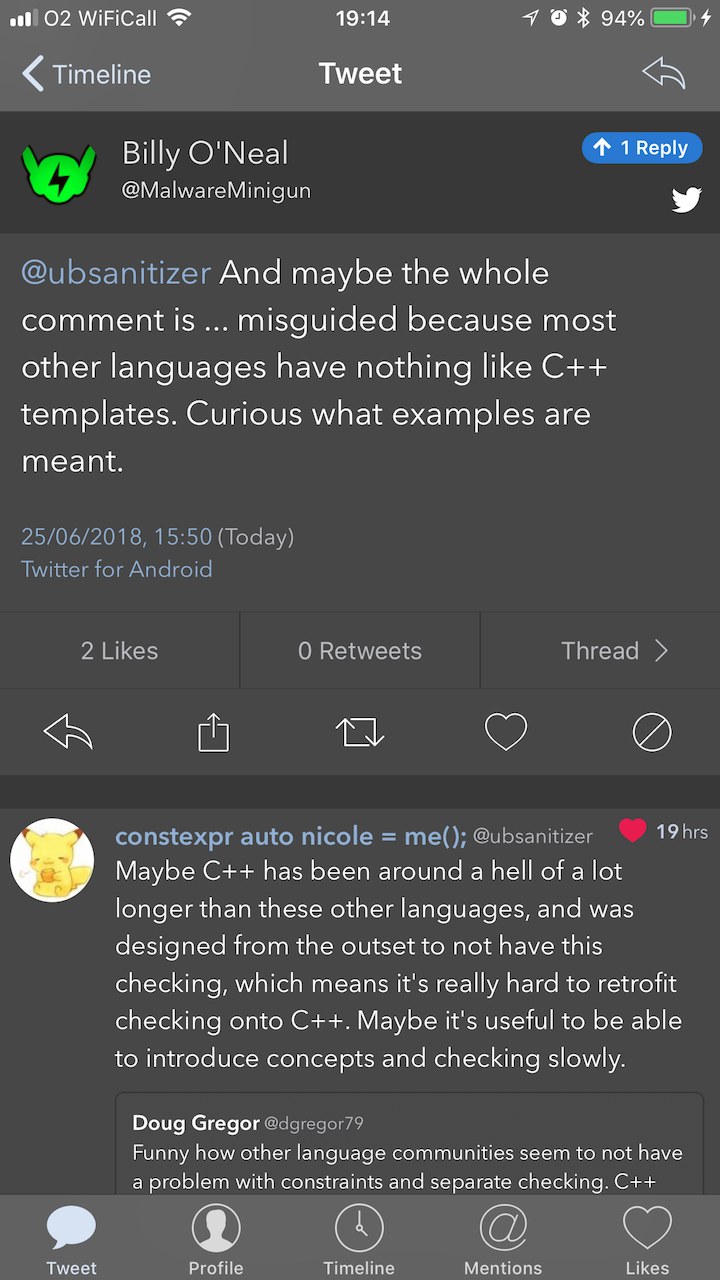 O2 WiFiCall 19:14 94%
Timeline Tweet
Billy O'Neal
1 Reply
@MalwareMinigun
@ubsanitizer And maybe the whole
comment is ... misguided because most
other languages have nothing like C++
templates. Curious what examples are
meant.
25/06/2018, 15:50 (Today)
Twitter for Android
2 Likes 0 Retweets Thread
constexpr auto nicole = me(); @ubsanitizer 19 hrs
Maybe C++ has been around a hell of a lot
longer than these other languages, and was
designed from the outset to not have this
checking, which means it's really hard to retrofit
checking onto C++. Maybe it's useful to be able
to introduce concepts and checking slowly.
Doug Gregor @dgregor79
Funny how other language communities seem to not have
a problem with constraints and separate checking. C++
Tweet Profile Timeline Mentions Likes